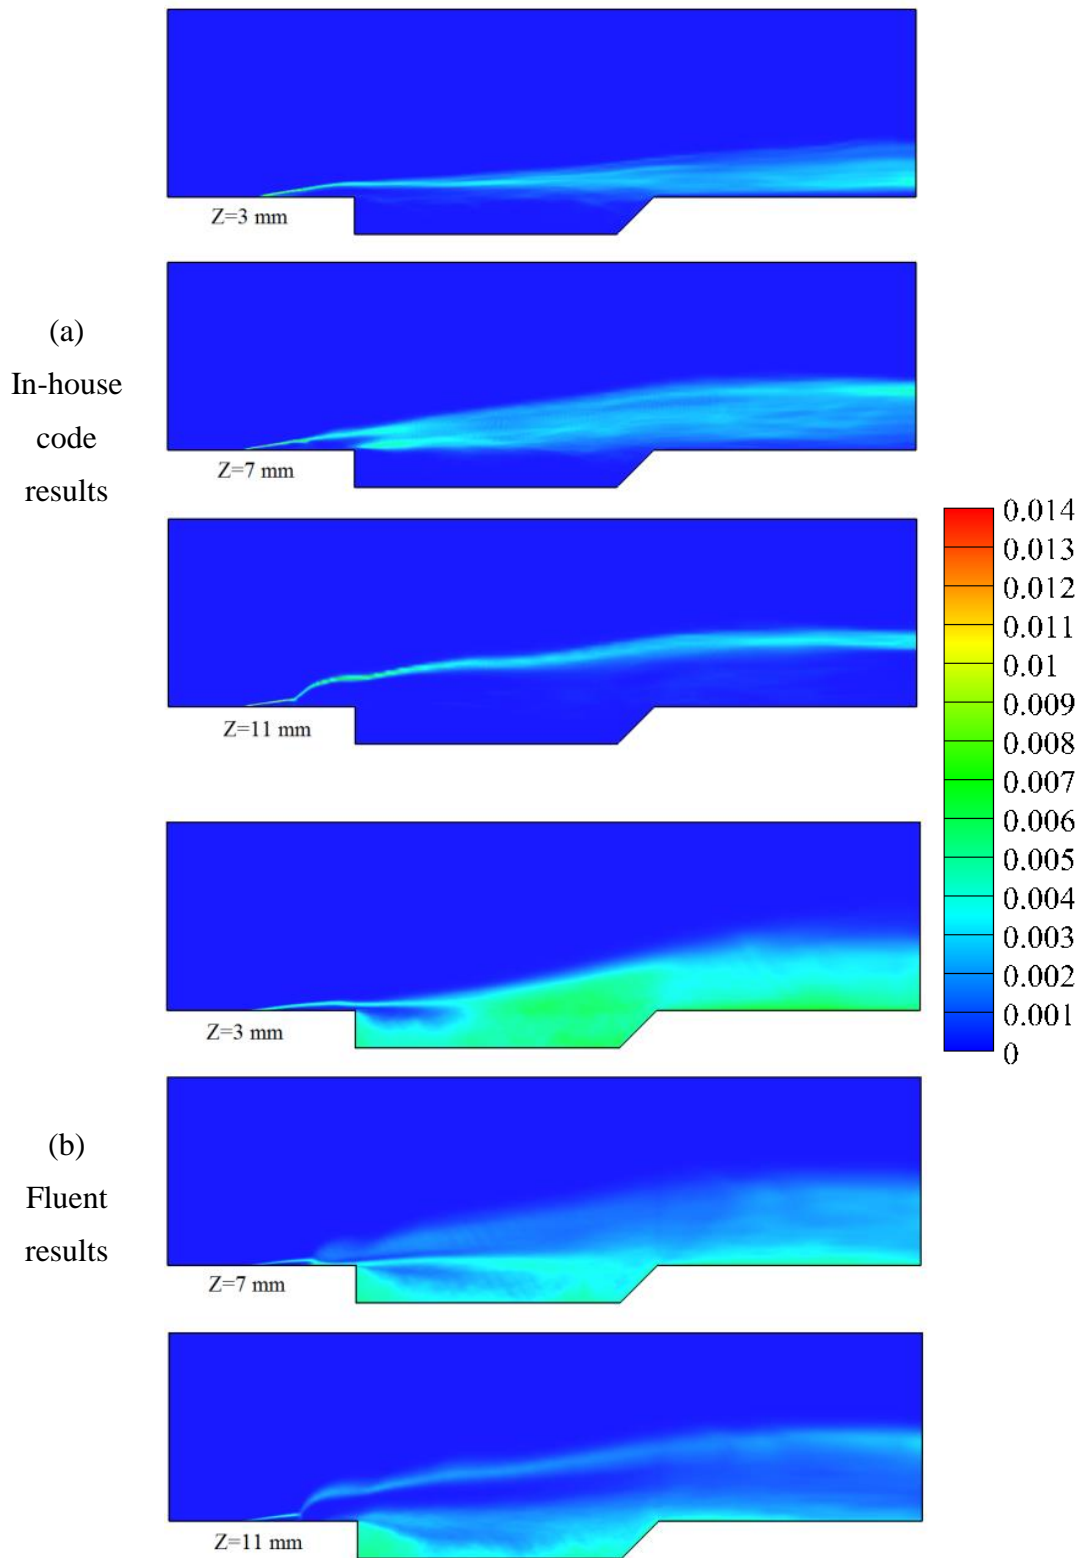 Z=3 mm
(a)
In-house
code
results
Z=7 mm
Z=11 mm
0.014
0.013
0.012
0.011
0.01
0.009
0.008
0.007
0.006
0.005
0.004
0.003
0.002
0.001
0
Z=3 mm
(b)
Fluent
results
Z=7 mm
Z=11 mm